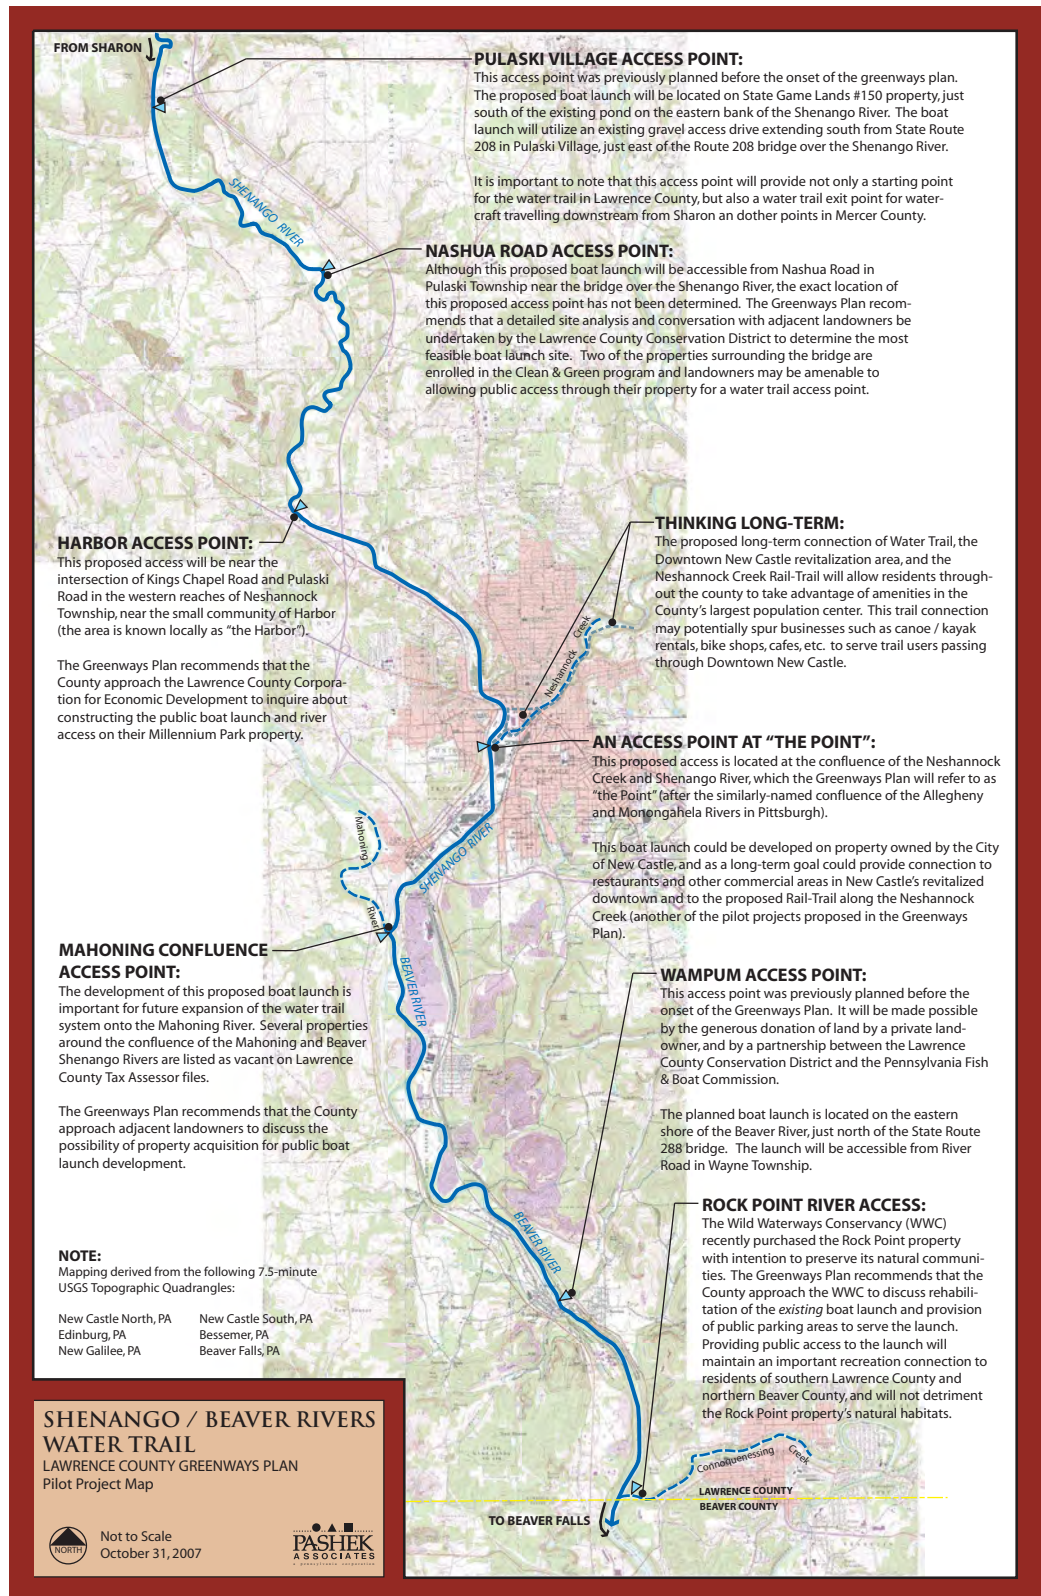 FROM SHARON
PULASKI VILLAGE ACCESS POINT:
This access point was previously planned before the onset of the greenways plan.
The proposed boat launch will be located on State Game Lands #150 property, just
south of the existing pond on the eastern bank of the Shenango River. The boat
launch will utilize an existing gravel access drive extending south from State Route
208 in Pulaski Village, just east of the Route 208 bridge over the Shenango River.
It is important to note that this access point will provide not only a starting point
for the water trail in Lawrence County, but also a water trail exit point for water-
craft travelling downstream from Sharon an dother points in Mercer County.
SHENANGO RIVER
NASHUA ROAD ACCESS POINT:
Although this proposed boat launch will be accessible from Nashua Road in
Pulaski Township near the bridge over the Shenango River, the exact location of
this proposed access point has not been determined. The Greenways Plan recom-
mends that a detailed site analysis and conversation with adjacent landowners be
undertaken by the Lawrence County Conservation District to determine the most
feasible boat launch site. Two of the properties surrounding the bridge are
enrolled in the Clean & Green program and landowners may be amenable to
allowing public access through their property for a water trail access point.
HARBOR ACCESS POINT:
This proposed access will be near the
intersection of Kings Chapel Road and Pulaski
Road in the western reaches of Neshannock
Township, near the small community of Harbor
(the area is known locally as "the Harbor").
The Greenways Plan recommends that the
County approach the Lawrence County Corpora-
tion for Economic Development to inquire about
constructing the public boat launch and river
access on their Millennium Park property.
THINKING LONG-TERM:
The proposed long-term connection of Water Trail, the
Downtown New Castle revitalization area, and the
Neshannock Creek Rail-Trail will allow residents through-
out the county to take advantage of amenities in the
County's largest population center. This trail connection
may potentially spur businesses such as canoe / kayak
rentals, bike shops, cafes, etc. to serve trail users passing
through Downtown New Castle.
Neshannock Creek
AN ACCESS POINT AT "THE POINT":
This proposed access is located at the confluence of the Neshannock
Creek and Shenango River, which the Greenways Plan will refer to as
"the Point" (after the similarly-named confluence of the Allegheny
and Monongahela Rivers in Pittsburgh).
This boat launch could be developed on property owned by the City
of New Castle, and as a long-term goal could provide connection to
restaurants and other commercial areas in New Castle's revitalized
downtown and to the proposed Rail-Trail along the Neshannock
Creek (another of the pilot projects proposed in the Greenways
Plan).
Mahoning River
SHENANGO RIVER
MAHONING CONFLUENCE
ACCESS POINT:
The development of this proposed boat launch is
important for future expansion of the water trail
system onto the Mahoning River. Several properties
around the confluence of the Mahoning and Beaver
Shenango Rivers are listed as vacant on Lawrence
County Tax Assessor files.
The Greenways Plan recommends that the County
approach adjacent landowners to discuss the
possibility of property acquisition for public boat
launch development.
BEAVER RIVER
WAMPUM ACCESS POINT:
This access point was previously planned before the
onset of the Greenways Plan. It will be made possible
by the generous donation of land by a private land-
owner, and by a partnership between the Lawrence
County Conservation District and the Pennsylvania Fish
& Boat Commission.
The planned boat launch is located on the eastern
shore of the Beaver River, just north of the State Route
288 bridge. The launch will be accessible from River
Road in Wayne Township.
BEAVER RIVER
ROCK POINT RIVER ACCESS:
The Wild Waterways Conservancy (WWC)
recently purchased the Rock Point property
with intention to preserve its natural communi-
ties. The Greenways Plan recommends that the
County approach the WWC to discuss rehabili-
tation of the existing boat launch and provision
of public parking areas to serve the launch.
Providing public access to the launch will
maintain an important recreation connection to
residents of southern Lawrence County and
northern Beaver County, and will not detriment
the Rock Point property's natural habitats.
NOTE:
Mapping derived from the following 7.5-minute
USGS Topographic Quadrangles:
New Castle North, PA New Castle South, PA
Edinburg, PA Bessemer, PA
New Galilee, PA Beaver Falls, PA
Connoquenessing Creek
LAWRENCE COUNTY
BEAVER COUNTY
TO BEAVER FALLS
SHENANGO / BEAVER RIVERS
WATER TRAIL
LAWRENCE COUNTY GREENWAYS PLAN
Pilot Project Map
NORTH
Not to Scale
October 31, 2007
PASHEK
ASSOCIATES